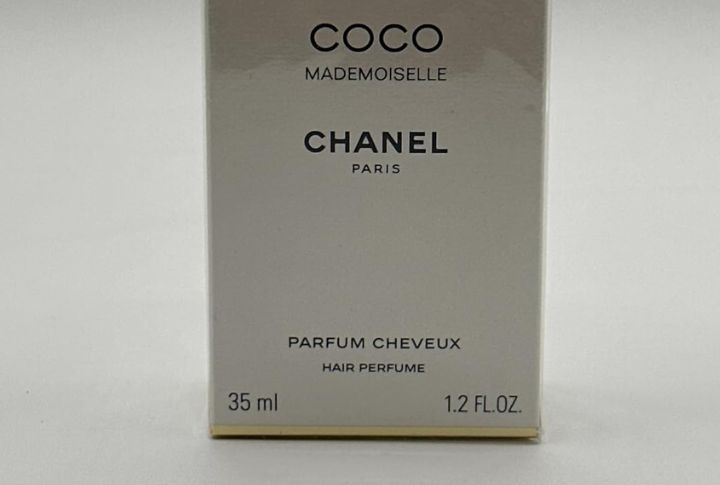 COCO
MADEMOISELLE
CHANEL
PARIS
PARFUM CHEVEUX
HAIR PERFUME
35 ml 1.2 FL.OZ.